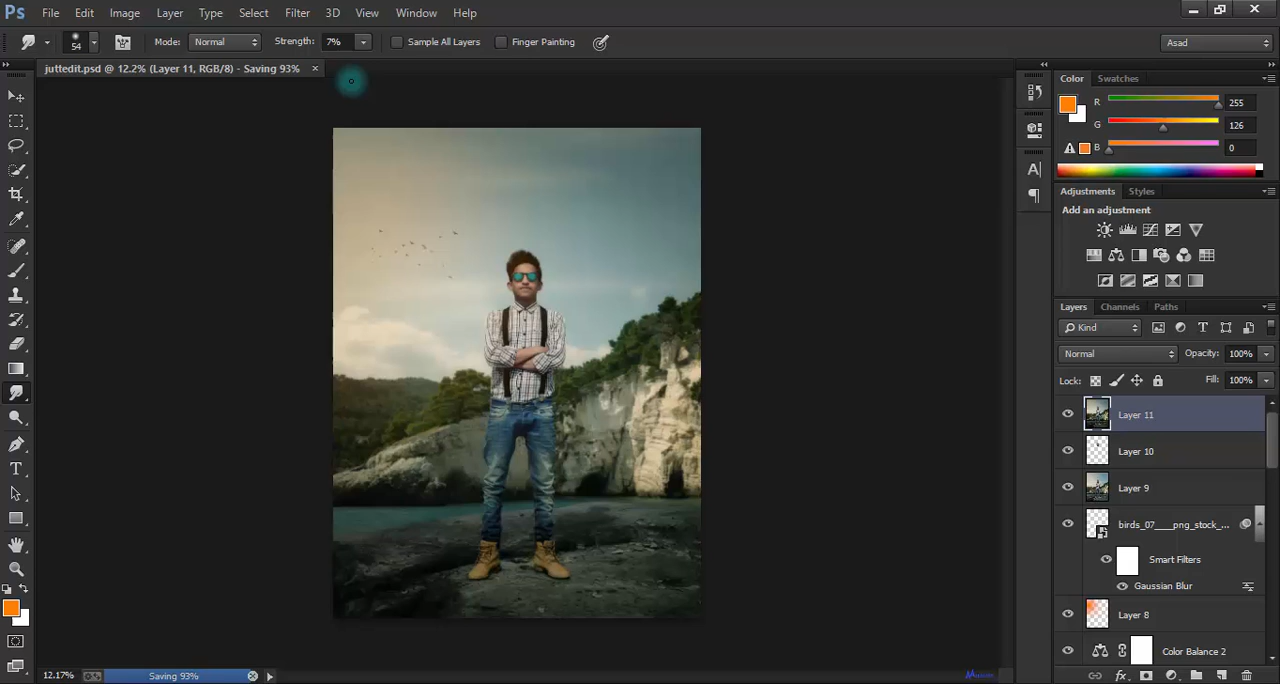 Ps File Edit Image Layer Type Select Filter 3D View Window Help
54 Mode: Normal Strength: 7% Sample All Layers Finger Painting Asad
juttedit.psd @ 12.2% (Layer 11, RGB/8) - Saving 93% ×
Color Swatches
R 255
G 126
B 0
Adjustments Styles
Add an adjustment
Layers Channels Paths
Kind T
Normal Opacity: 100%
Lock: Fill: 100%
Layer 11
Layer 10
Layer 9
birds_07___png_stock_...
Smart Filters
Gaussian Blur
Layer 8
Color Balance 2
12.17% Saving 93%
fx